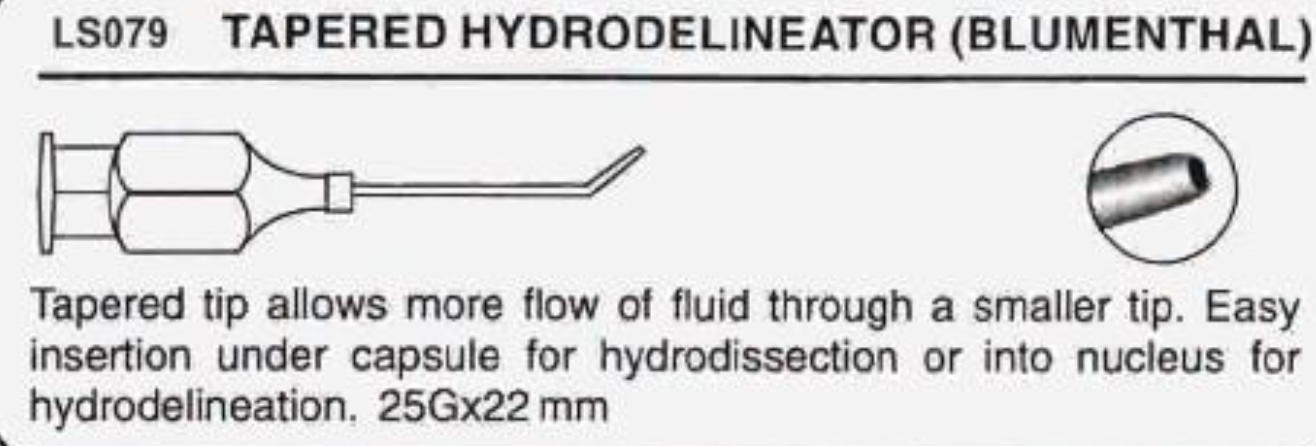 LS079 TAPERED HYDRODELINEATOR (BLUMENTHAL)
Tapered tip allows more flow of fluid through a smaller tip. Easy
insertion under capsule for hydrodissection or into nucleus for
hydrodelineation. 25Gx22 mm